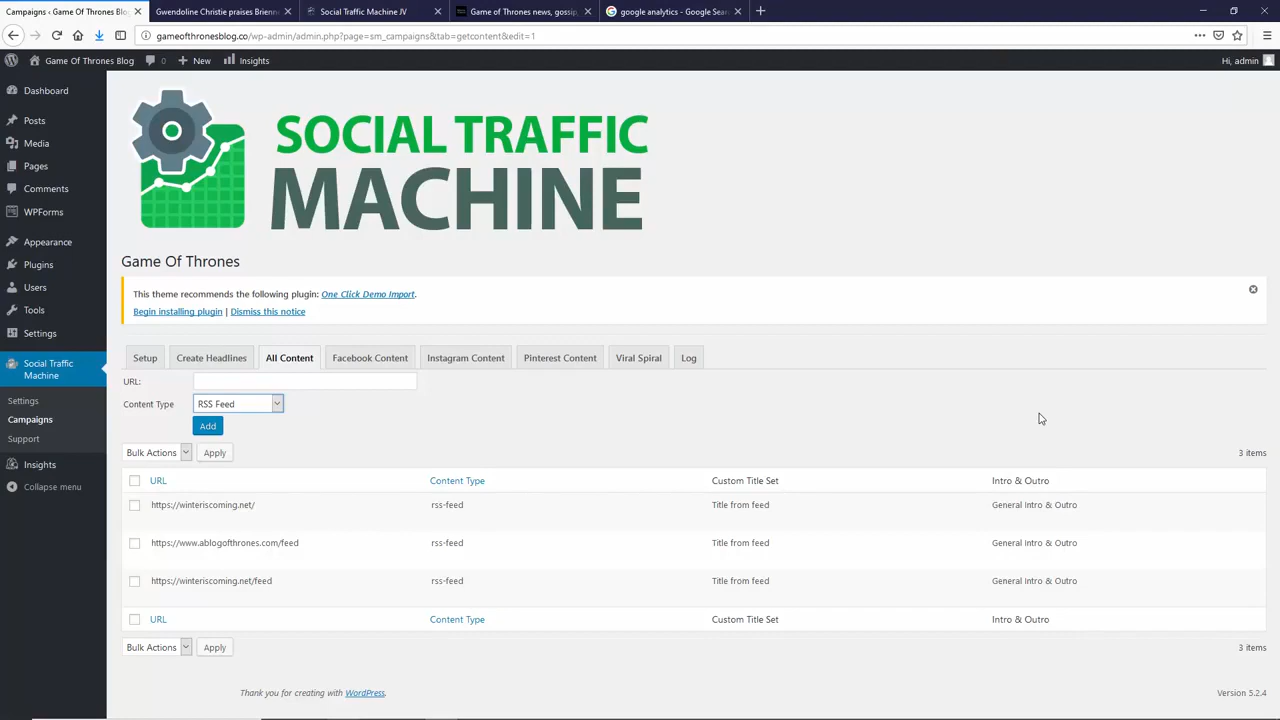 Campaigns ‹ Game Of Thrones Blog
Gwendoline Christie praises Brienn
Social Traffic Machine JV
Game of Thrones news, gossip,
google analytics - Google Sear
gameofthronesblog.co/wp-admin/admin.php?page=sm_campaigns&tab=getcontent&edit=1
Game Of Thrones Blog
0
New
Insights
Hi, admin
Dashboard
Posts
Media
Pages
Comments
WPForms
Appearance
Plugins
Users
Tools
Settings
Social Traffic
Machine
Settings
Campaigns
Support
Insights
Collapse menu
SOCIAL TRAFFIC
MACHINE
Game Of Thrones
This theme recommends the following plugin: One Click Demo Import.
Begin installing plugin | Dismiss this notice
Setup
Create Headlines
All Content
Facebook Content
Instagram Content
Pinterest Content
Viral Spiral
Log
URL:
Content Type
RSS Feed
Add
Bulk Actions
Apply
3 items
URL
Content Type
Custom Title Set
Intro & Outro
https://winteriscoming.net/
rss-feed
Title from feed
General Intro & Outro
https://www.ablogofthrones.com/feed
rss-feed
Title from feed
General Intro & Outro
https://winteriscoming.net/feed
rss-feed
Title from feed
General Intro & Outro
URL
Content Type
Custom Title Set
Intro & Outro
Bulk Actions
Apply
3 items
Thank you for creating with WordPress.
Version 5.2.4